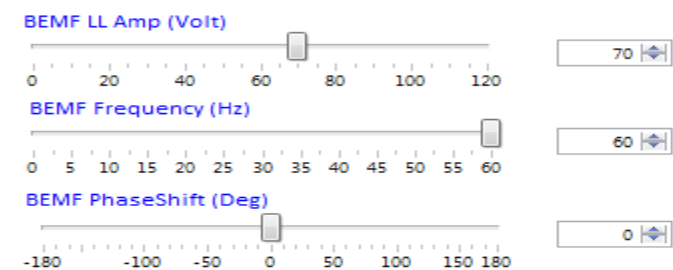 BEMF LL Amp (Volt)
70
0 20 40 60 80 100 120
BEMF Frequency (Hz)
60
0 5 10 15 20 25 30 35 40 45 50 55 60
BEMF PhaseShift (Deg)
0
-180 -100 -50 0 50 100 150 180